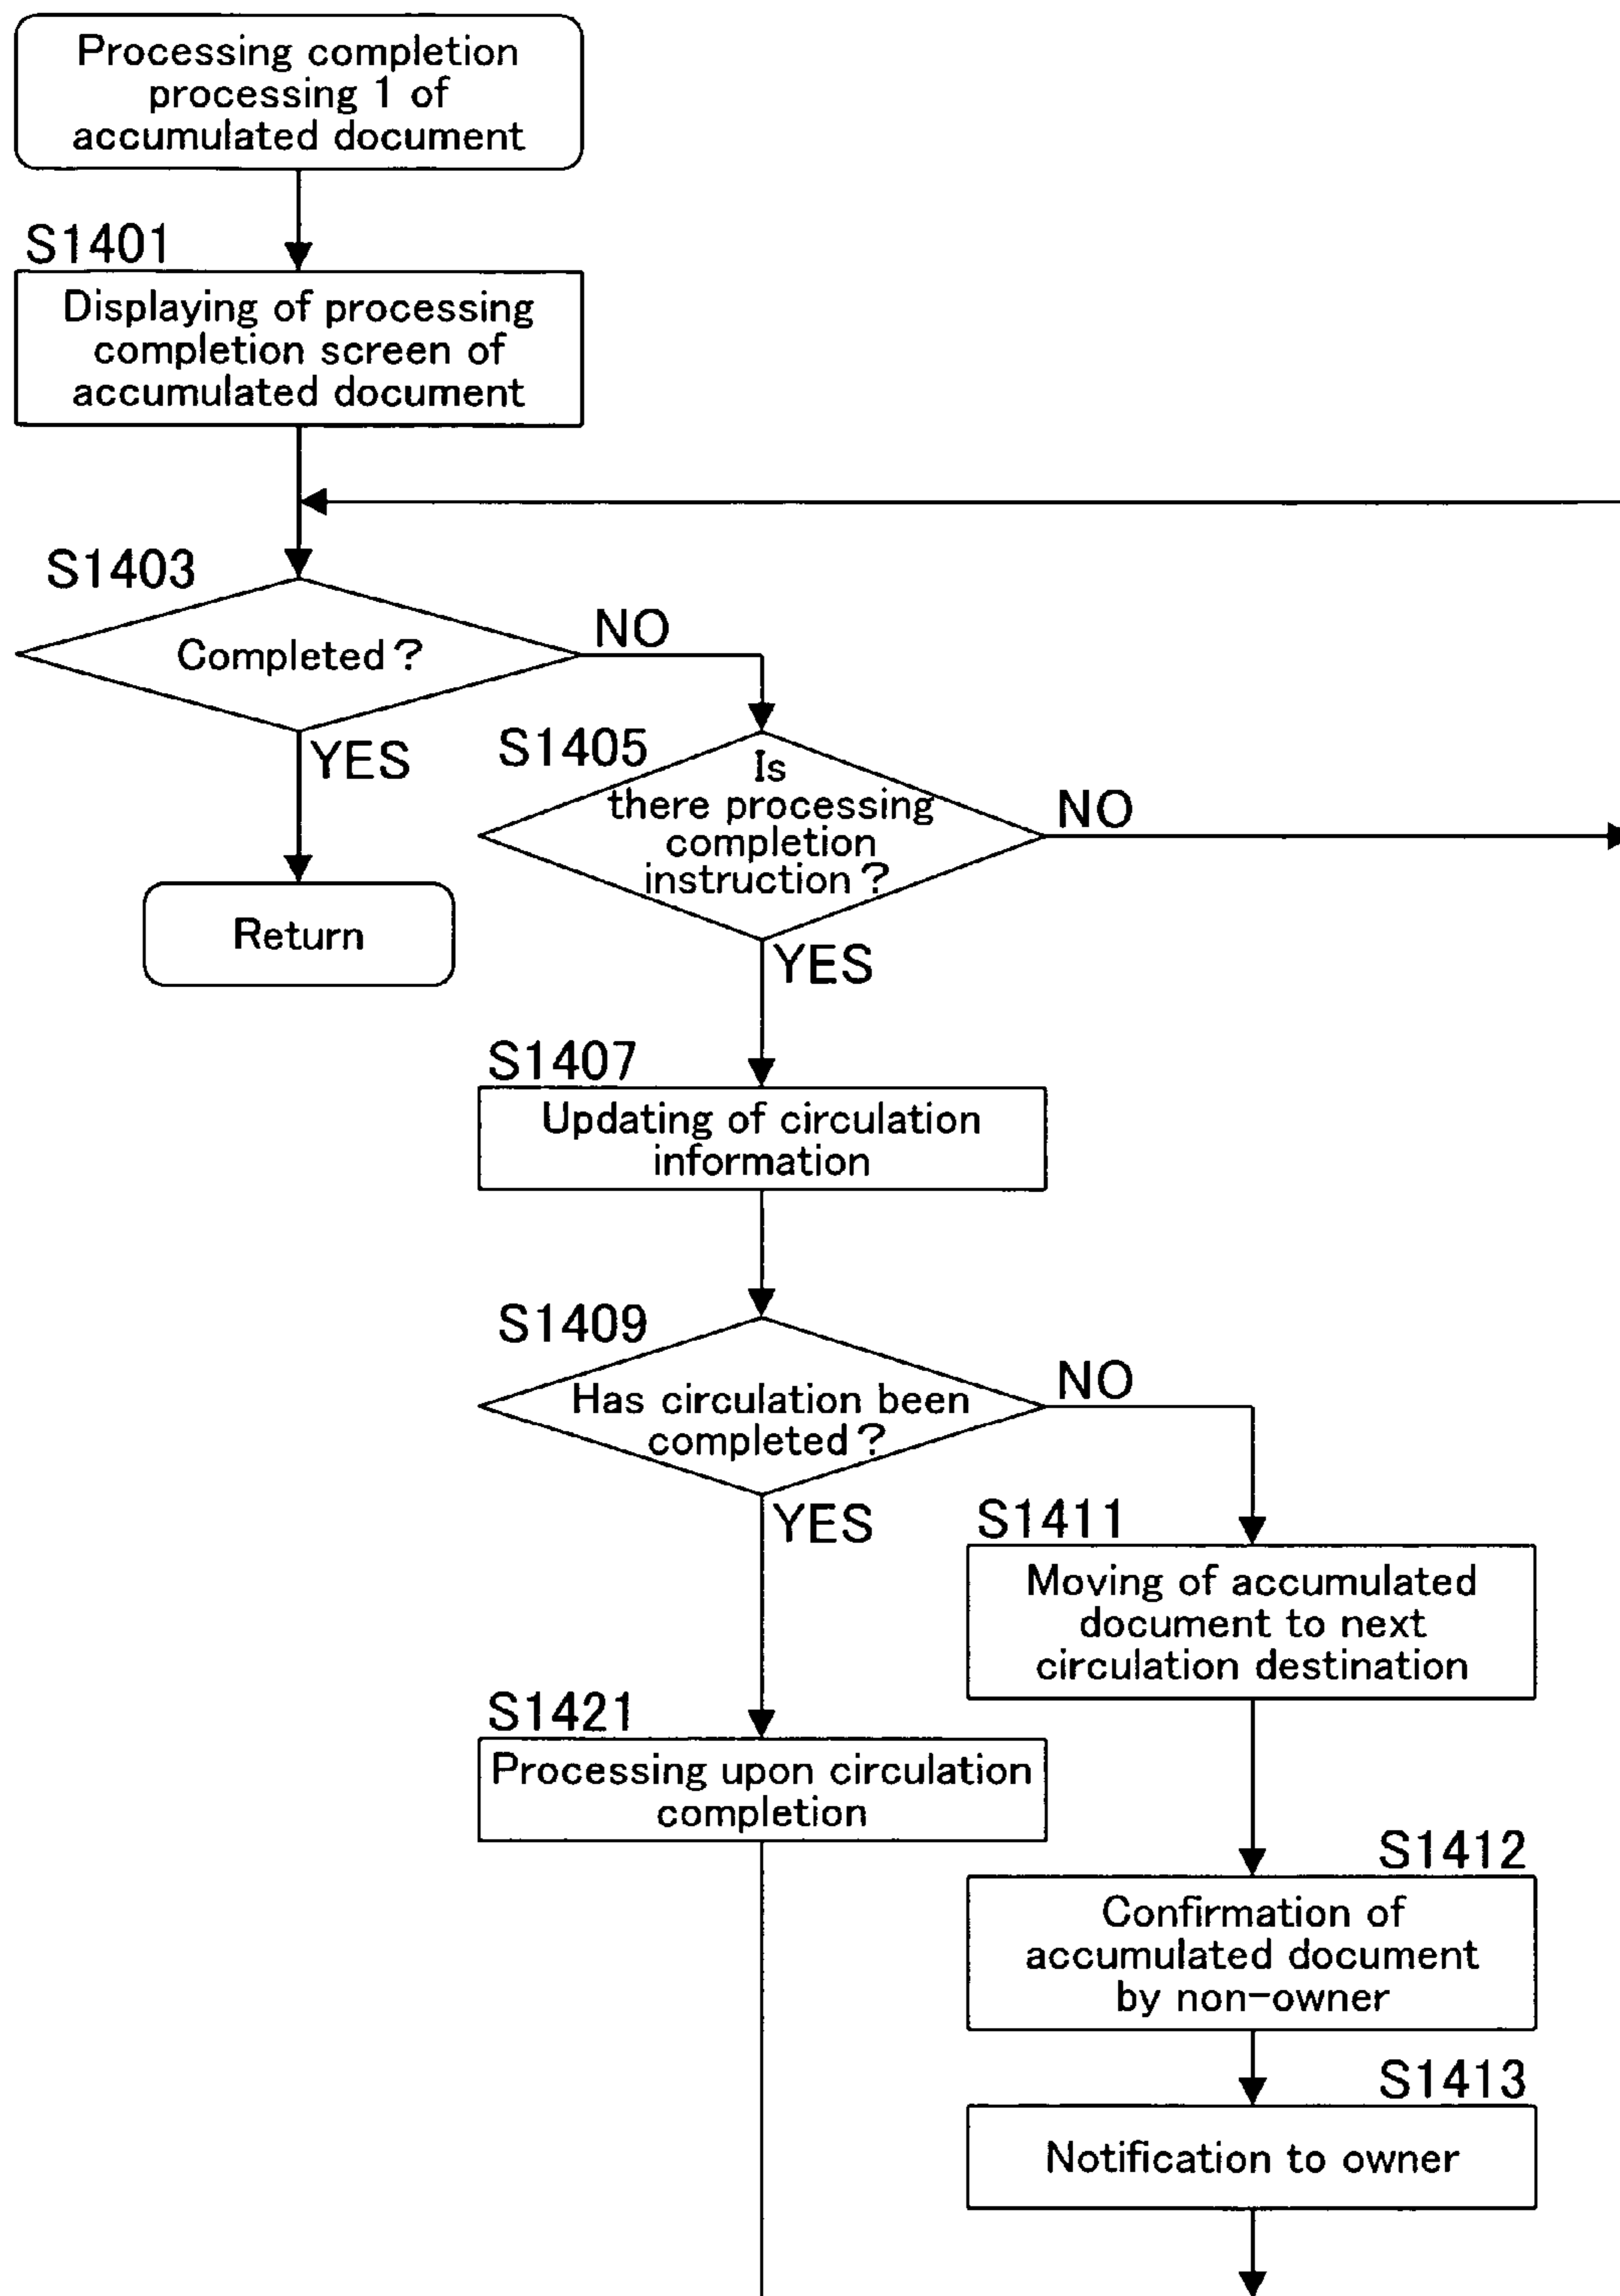 Processing completion
processing 1 of
accumulated document
S1401
Displaying of processing
completion screen of
accumulated document
S1403
Completed?
NO
YES
Return
S1405
Is
there processing
completion
instruction?
NO
YES
S1407
Updating of circulation
information
S1409
Has circulation been
completed?
NO
YES
S1411
Moving of accumulated
document to next
circulation destination
S1421
Processing upon circulation
completion
S1412
Confirmation of
accumulated document
by non-owner
S1413
Notification to owner